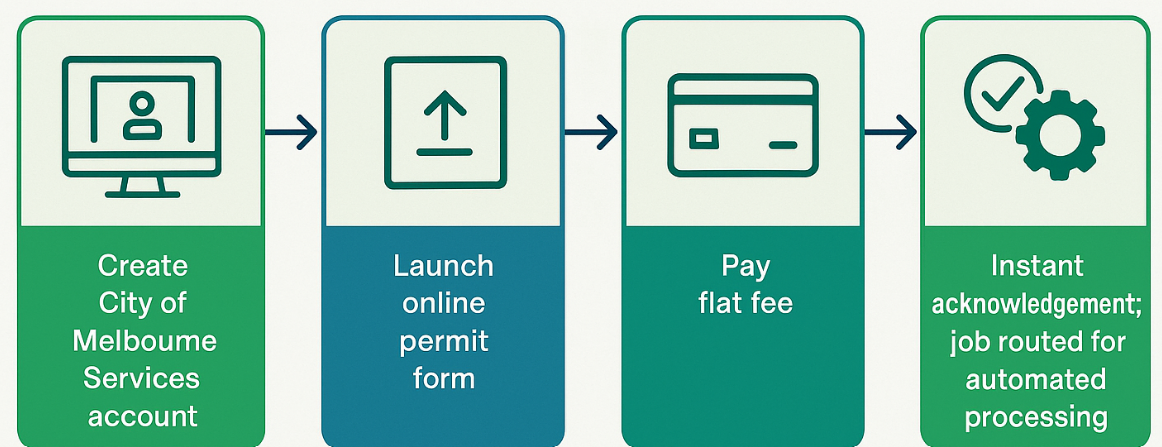 Create
City of
Melboume
Services
account
Launch
online
permit
form
Pay
flat fee
Instant
acknowledgement;
job routed for
automated
processing